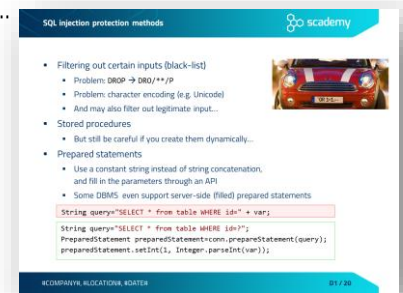 SQL injection protection methods
scademy
Filtering out certain inputs (black-list)
Problem: DROP → DRO/**/P
Problem: character encoding (e.g. Unicode)
And may also filter out legitimate input...
Stored procedures
But still be careful if you create them dynamically...
Prepared statements
Use a constant string instead of string concatenation,
and fill in the parameters through an API
Some DBMS even support server-side (filled) prepared statements
String query="SELECT * from table WHERE id=" + var;
String query="SELECT * from table WHERE id=?";
PreparedStatement preparedStatement=conn.prepareStatement(query);
preparedStatement.setInt(1, Integer.parseInt(var));
#COMPANY#, #LOCATION#, #DATE#
D1 / 20